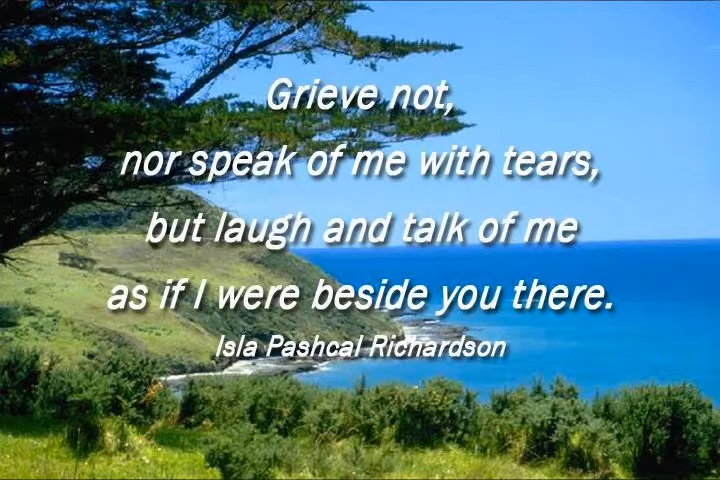 Grieve not,
nor speak of me with tears,
but laugh and talk of me
as if I were beside you there.
Isla Pashcal Richardson